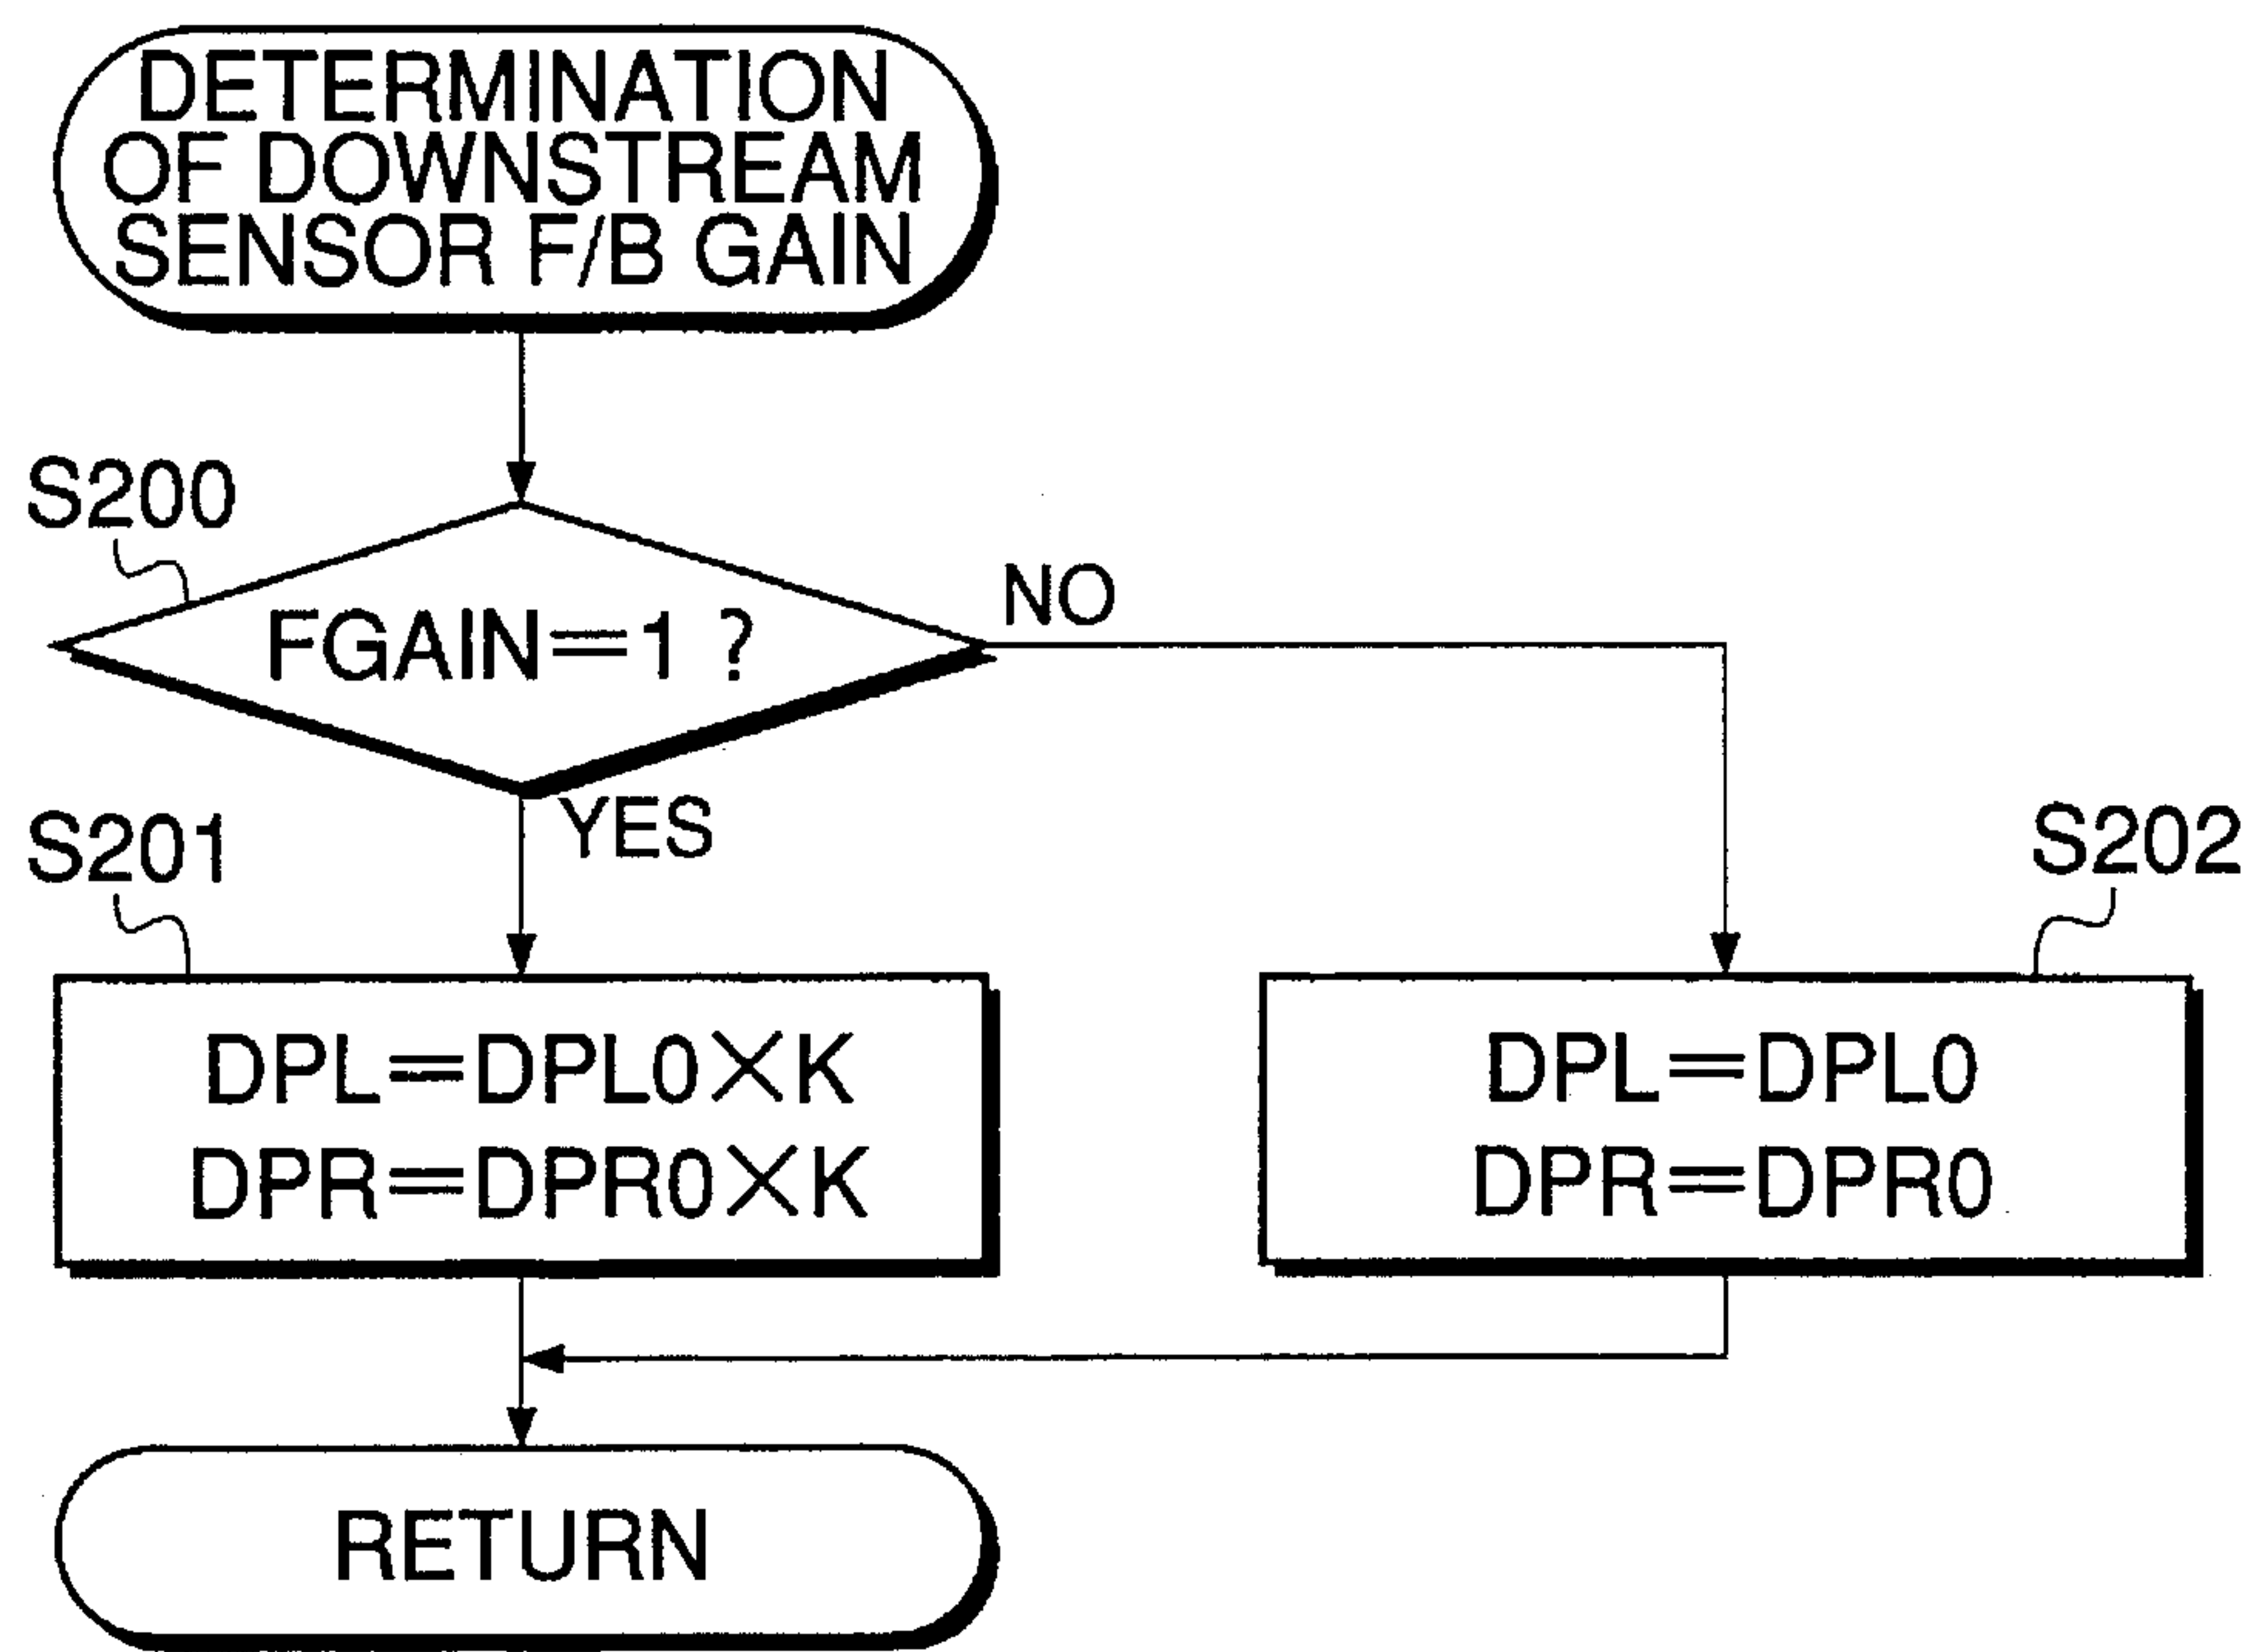 DETERMINATION
OF DOWNSTREAM
SENSOR F/B GAIN
S200
FGAIN=1 ?
NO
YES
S201
S202
DPL=DPL0×K
DPR=DPR0×K
DPL=DPL0
DPR=DPR0
RETURN